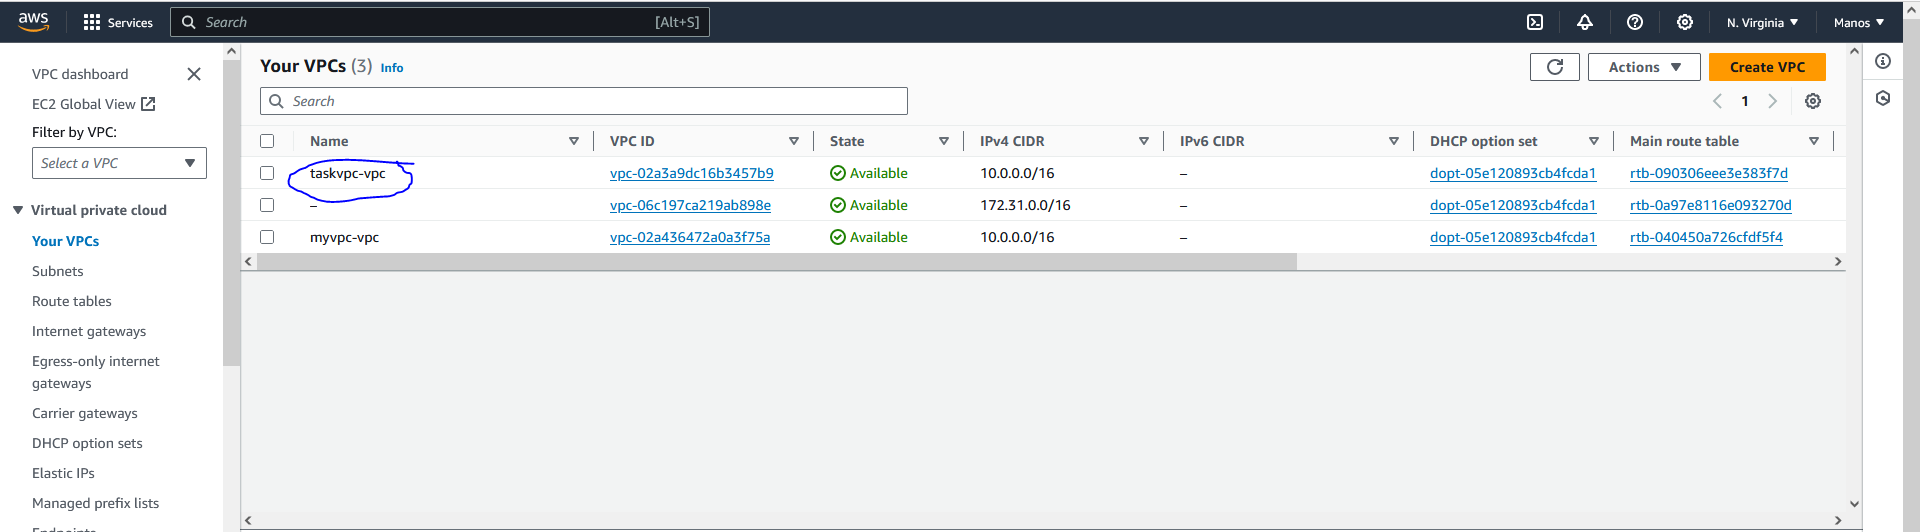 aws Services Search [Alt+S] N. Virginia Manos
VPC dashboard
EC2 Global View
Filter by VPC:
Select a VPC
Virtual private cloud
Your VPCs
Subnets
Route tables
Internet gateways
Egress-only internet
gateways
Carrier gateways
DHCP option sets
Elastic IPs
Managed prefix lists
Endpoints
Your VPCs (3) Info Actions Create VPC
Search 1
Name VPC ID State IPv4 CIDR IPv6 CIDR DHCP option set Main route table
taskvpc-vpc vpc-02a3a9dc16b3457b9 Available 10.0.0.0/16 – dopt-05e120893cb4fcda1 rtb-090306eee3e383f7d
– vpc-06c197ca219ab898e Available 172.31.0.0/16 – dopt-05e120893cb4fcda1 rtb-0a97e8116e093270d
myvpc-vpc vpc-02a436472a0a3f75a Available 10.0.0.0/16 – dopt-05e120893cb4fcda1 rtb-040450a726cfdf5f4